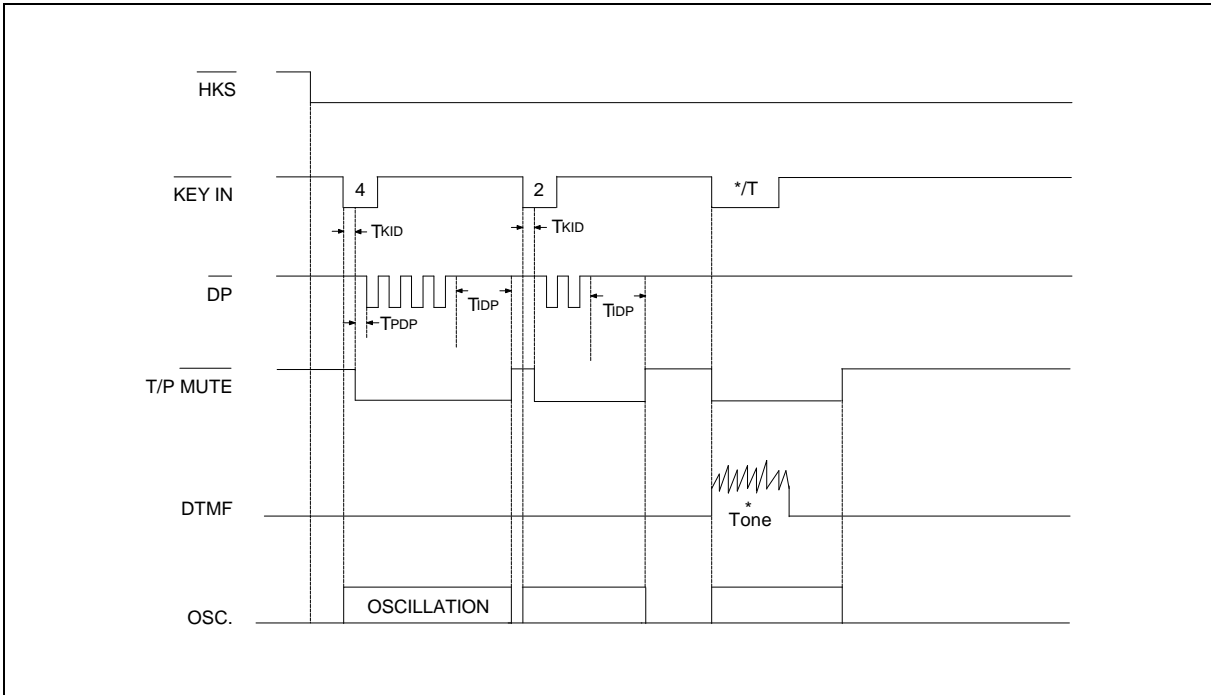 HKS
KEY IN
4
2
*/T
TKID
TKID
DP
TPDP
TIDP
TIDP
T/P MUTE
DTMF
*
Tone
OSC.
OSCILLATION